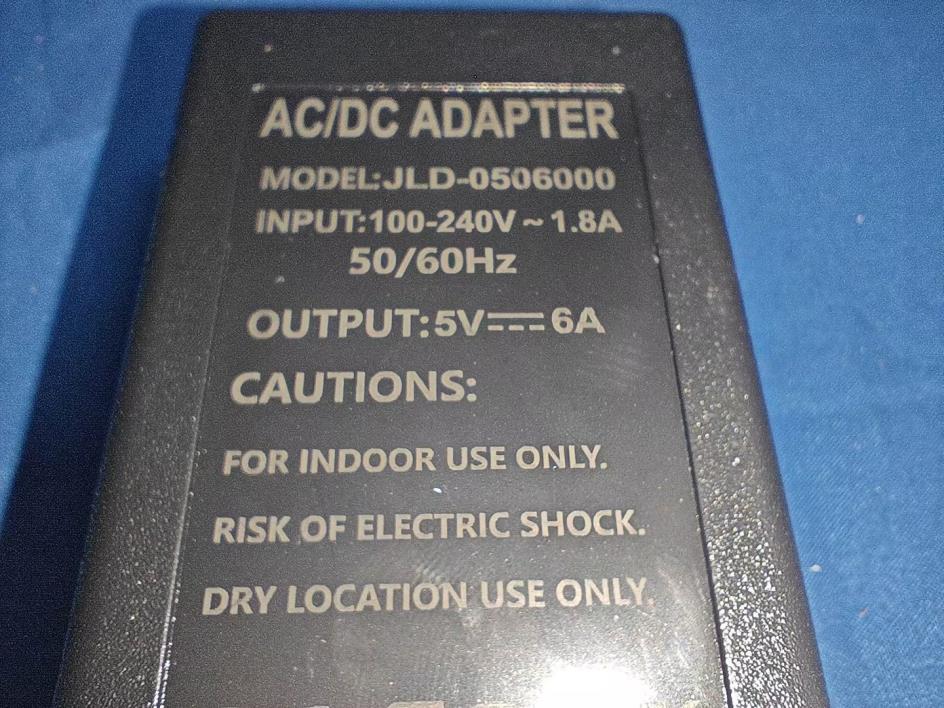 AC/DC ADAPTER
MODEL:JLD-0506000
INPUT:100-240V ~ 1.8A
50/60Hz
OUTPUT:5V⎓6A
CAUTIONS:
FOR INDOOR USE ONLY.
RISK OF ELECTRIC SHOCK.
DRY LOCATION USE ONLY.